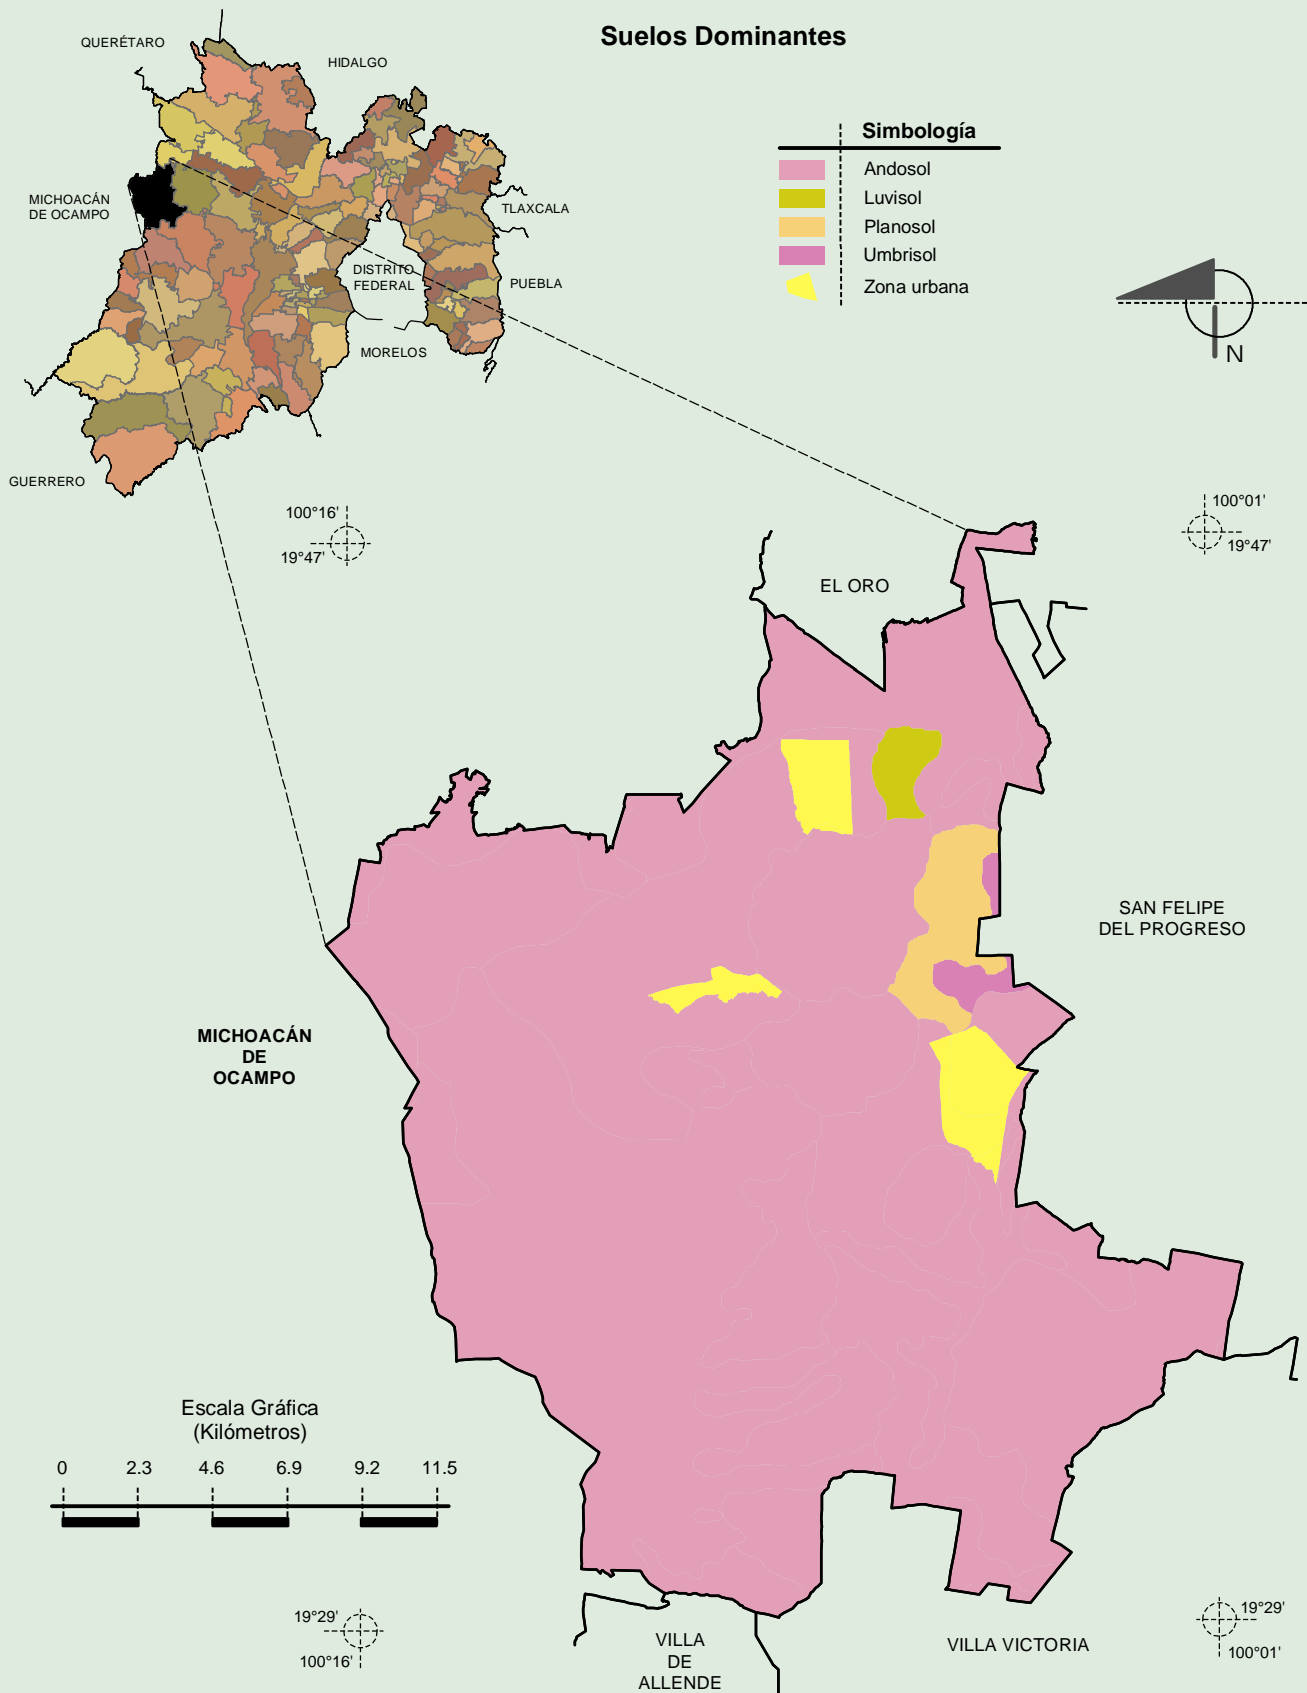 Suelos Dominantes
QUERÉTARO
HIDALGO
MICHOACÁN
DE OCAMPO
TLAXCALA
DISTRITO
FEDERAL
PUEBLA
MORELOS
GUERRERO
Simbología
Andosol
Luvisol
Planosol
Umbrisol
Zona urbana
N
100°16'
19°47'
100°01'
19°47'
EL ORO
SAN FELIPE
DEL PROGRESO
MICHOACÁN
DE
OCAMPO
Escala Gráfica
(Kilómetros)
0 2.3 4.6 6.9 9.2 11.5
19°29'
100°16'
VILLA
DE
ALLENDE
VILLA VICTORIA
19°29'
100°01'